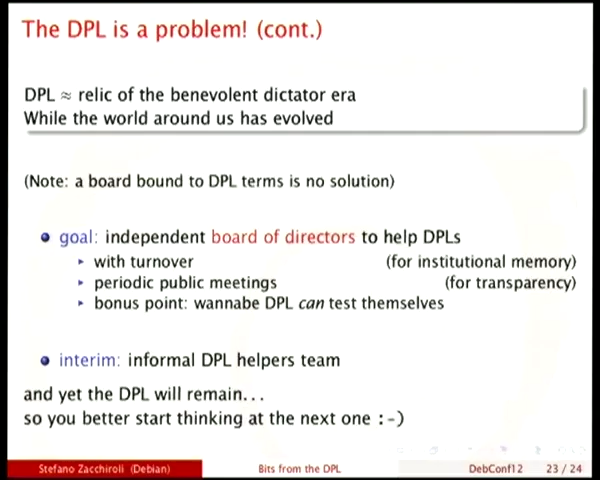 The DPL is a problem! (cont.)
DPL ≈ relic of the benevolent dictator era
While the world around us has evolved
(Note: a board bound to DPL terms is no solution)
goal: independent board of directors to help DPLs
with turnover (for institutional memory)
periodic public meetings (for transparency)
bonus point: wannabe DPL can test themselves
interim: informal DPL helpers team
and yet the DPL will remain...
so you better start thinking at the next one :-)
Stefano Zacchiroli (Debian) Bits from the DPL DebConf12 23 / 24